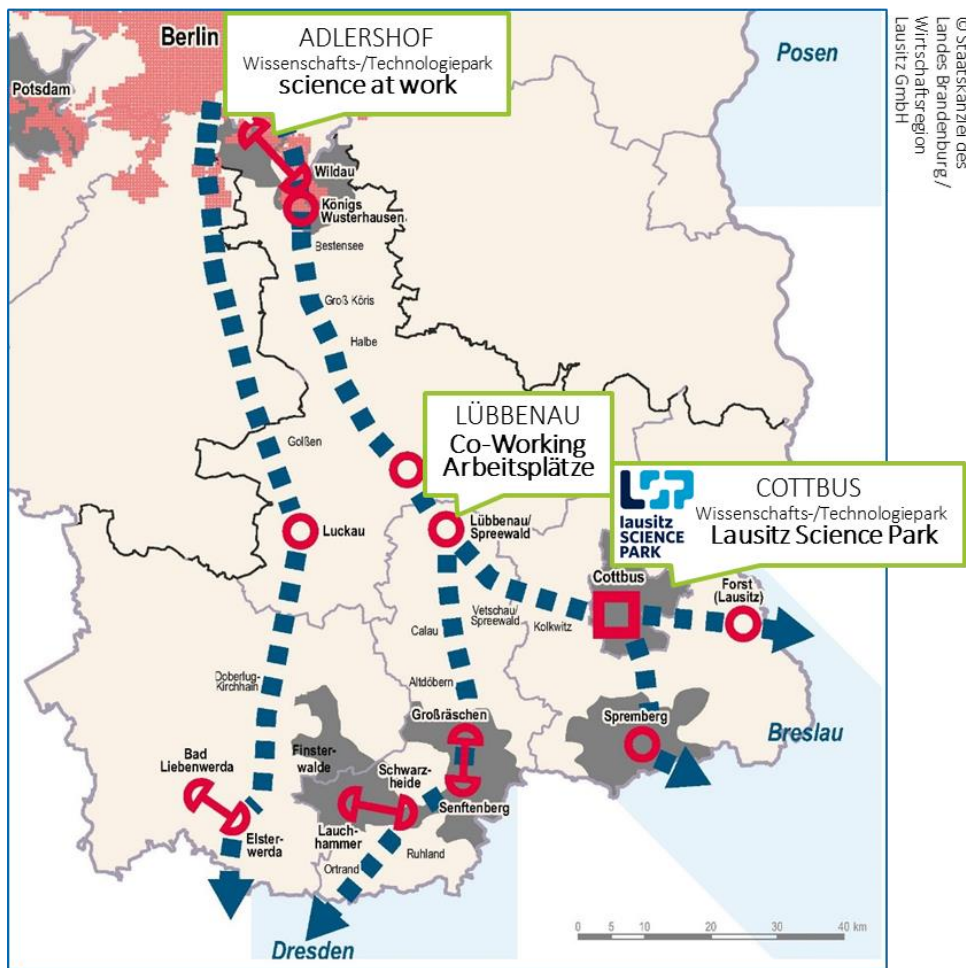 © Staatskanzlei des
Landes Brandenburg /
Wirtschaftsregion
Lausitz GmbH
Berlin
ADLERSHOF
Wissenschafts-/Technologiepark
science at work
Posen
Potsdam
Wildau
Königs
Wusterhausen
Bestensee
Groß Köris
Halbe
LÜBBENAU
Co-Working
Arbeitsplätze
Golßen
lausitz
SCIENCE
PARK
COTTBUS
Wissenschafts-/Technologiepark
Lausitz Science Park
Luckau
Lübbenau/
Spreewald
Cottbus
Forst
(Lausitz)
Vetschau/
Spreewald
Kolkwitz
Calau
Doberlug-
Kirchhain
Altdöbern
Großräschen
Spremberg
Breslau
Bad
Liebenwerda
Finster-
walde
Schwarz-
heide
Senftenberg
Elster-
werda
Lauch-
hammer
Ruhland
Ortrand
Dresden
0 5 10 20 30 40 km